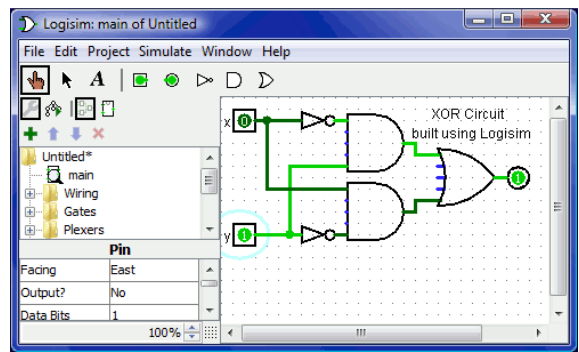 Logisim: main of Untitled
File Edit Project Simulate Window Help
A
Untitled*
main
Wiring
Gates
Plexers
Pin
Facing East
Output? No
Data Bits 1
100%
XOR Circuit
built using Logisim
x 0
y 1
1